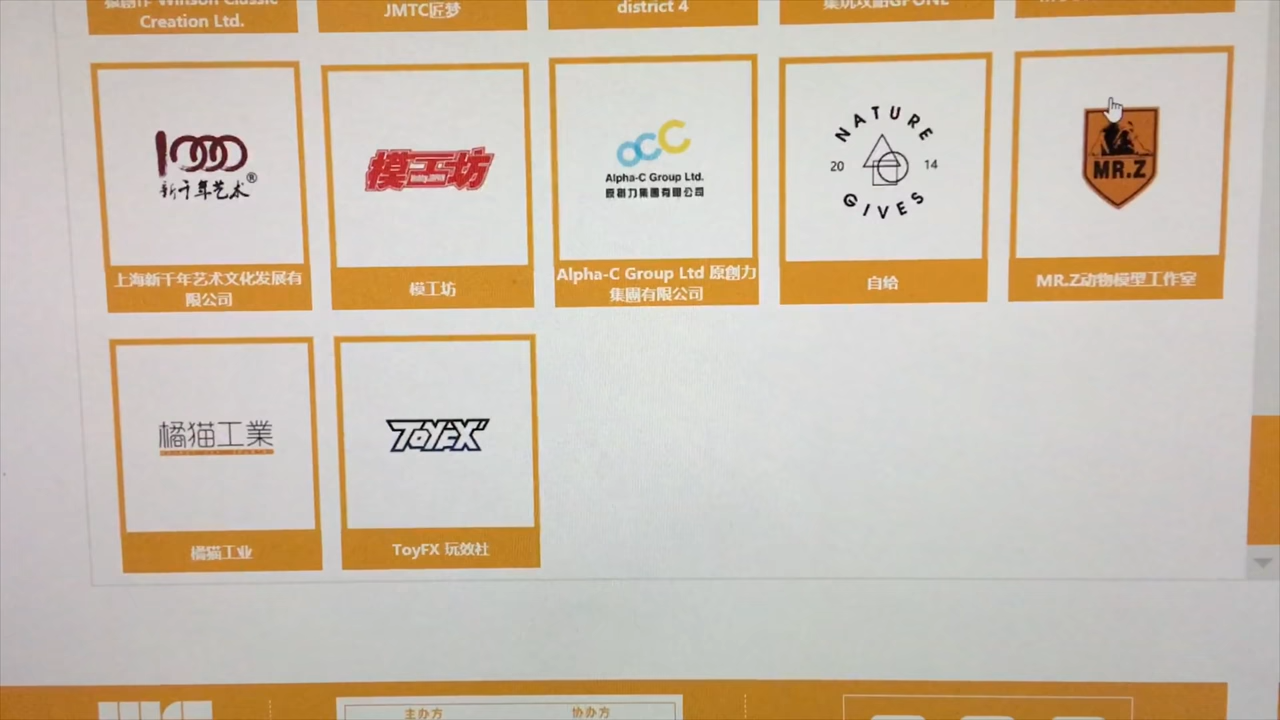 Creation Ltd.
JMTC匠梦
district 4
1000
新千年艺术®
上海新千年艺术文化发展有
限公司
模工坊
模工坊
Alpha-C Group Ltd.
原創力集團有限公司
Alpha-C Group Ltd 原創力
集團有限公司
NATURE
20 14
GIVES
自给
MR.Z
MR.Z动物模型工作室
橘猫工業
橘猫工业
TOYFX
ToyFX 玩效社
主办方
协办方